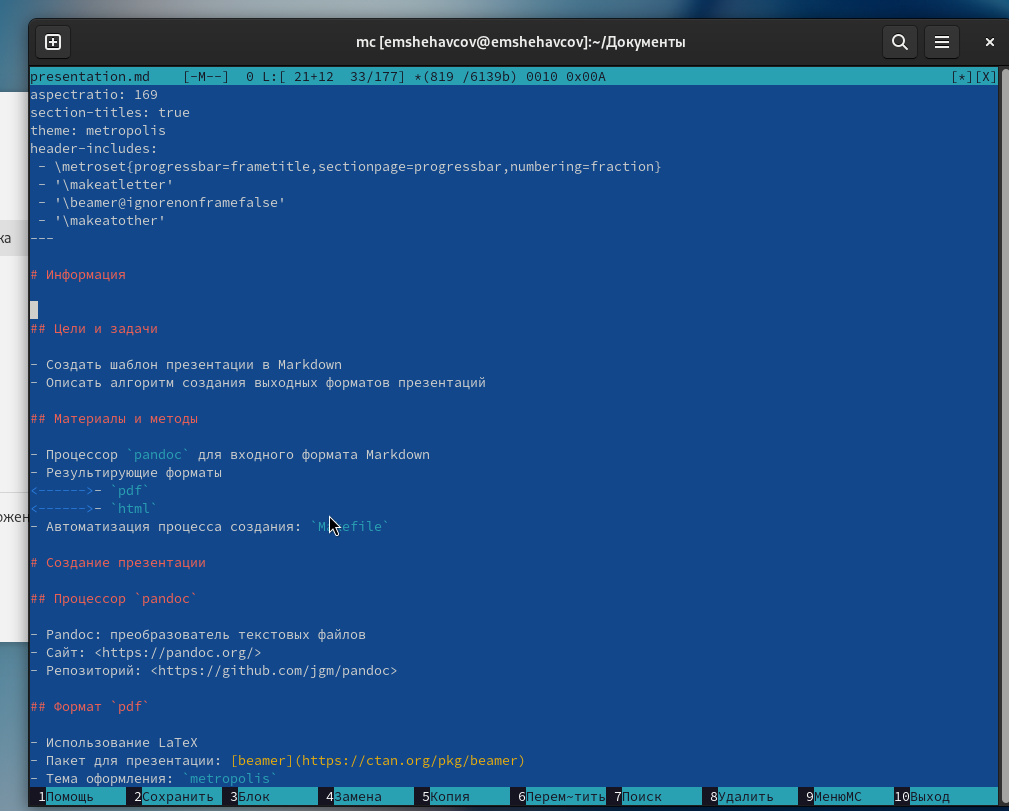 mc [emshehavcov@emshehavcov]:~/Документы
presentation.md    [-M--]  0 L:[ 21+12  33/177] *(819 /6139b) 0010 0x00A    [*][X]
aspectratio: 169
section-titles: true
theme: metropolis
header-includes:
 - \metroset{progressbar=frametitle,sectionpage=progressbar,numbering=fraction}
 - '\makeatletter'
 - '\beamer@ignorenonframefalse'
 - '\makeatother'
---
# Информация
## Цели и задачи
- Создать шаблон презентации в Markdown
- Описать алгоритм создания выходных форматов презентаций
## Материалы и методы
- Процессор `pandoc` для входного формата Markdown
- Результирующие форматы
<------>- `pdf`
<------>- `html`
- Автоматизация процесса создания: `Makefile`
# Создание презентации
## Процессор `pandoc`
- Pandoc: преобразователь текстовых файлов
- Сайт: <https://pandoc.org/>
- Репозиторий: <https://github.com/jgm/pandoc>
## Формат `pdf`
- Использование LaTeX
- Пакет для презентации: [beamer](https://ctan.org/pkg/beamer)
- Тема оформления: `metropolis`
1Помощь 2Сохранить 3Блок 4Замена 5Копия 6Перем~тить 7Поиск 8Удалить 9МенюMC 10Выход